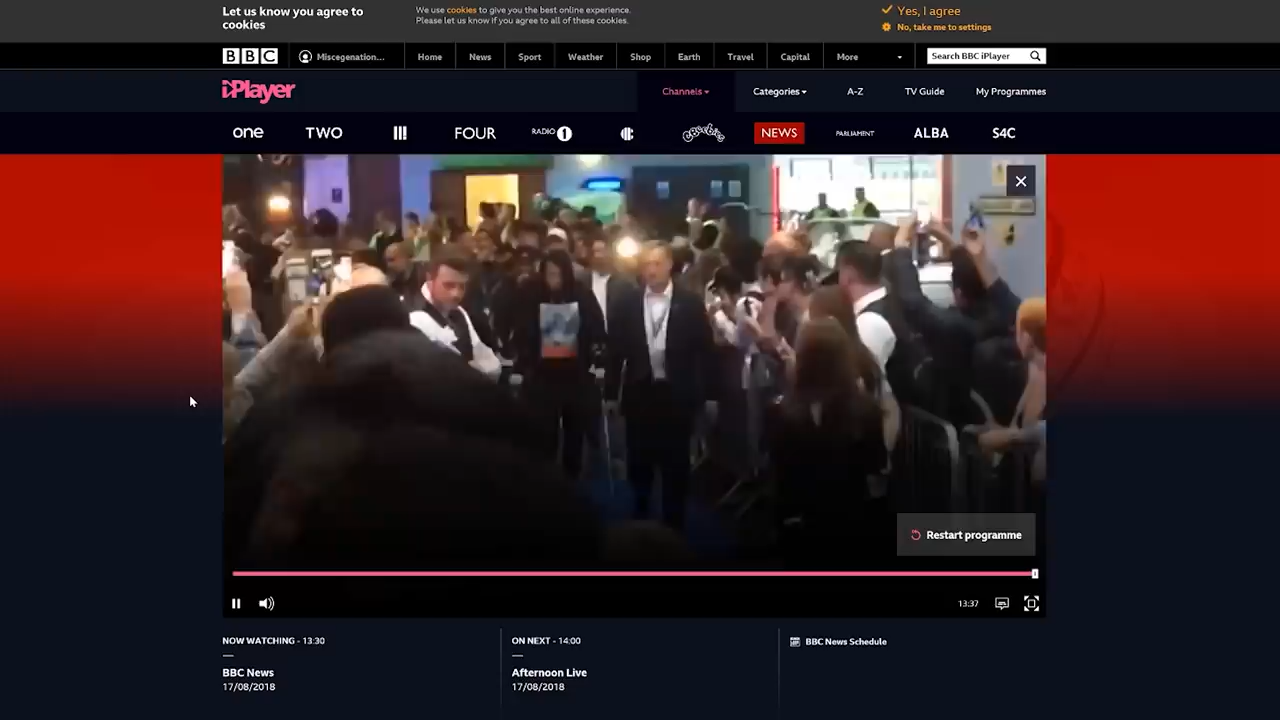 Let us know you agree to
cookies
We use cookies to give you the best online experience.
Please let us know if you agree to all of these cookies.
Yes, I agree
No, take me to settings
BBC
Miscegenation...
Home
News
Sport
Weather
Shop
Earth
Travel
Capital
More
Search BBC iPlayer
iPlayer
Channels
Categories
A-Z
TV Guide
My Programmes
one
TWO
III
FOUR
RADIO 1
Cbeebies
NEWS
PARLIAMENT
ALBA
S4C
Restart programme
13:37
NOW WATCHING - 13:30
BBC News
17/08/2018
ON NEXT - 14:00
Afternoon Live
17/08/2018
BBC News Schedule